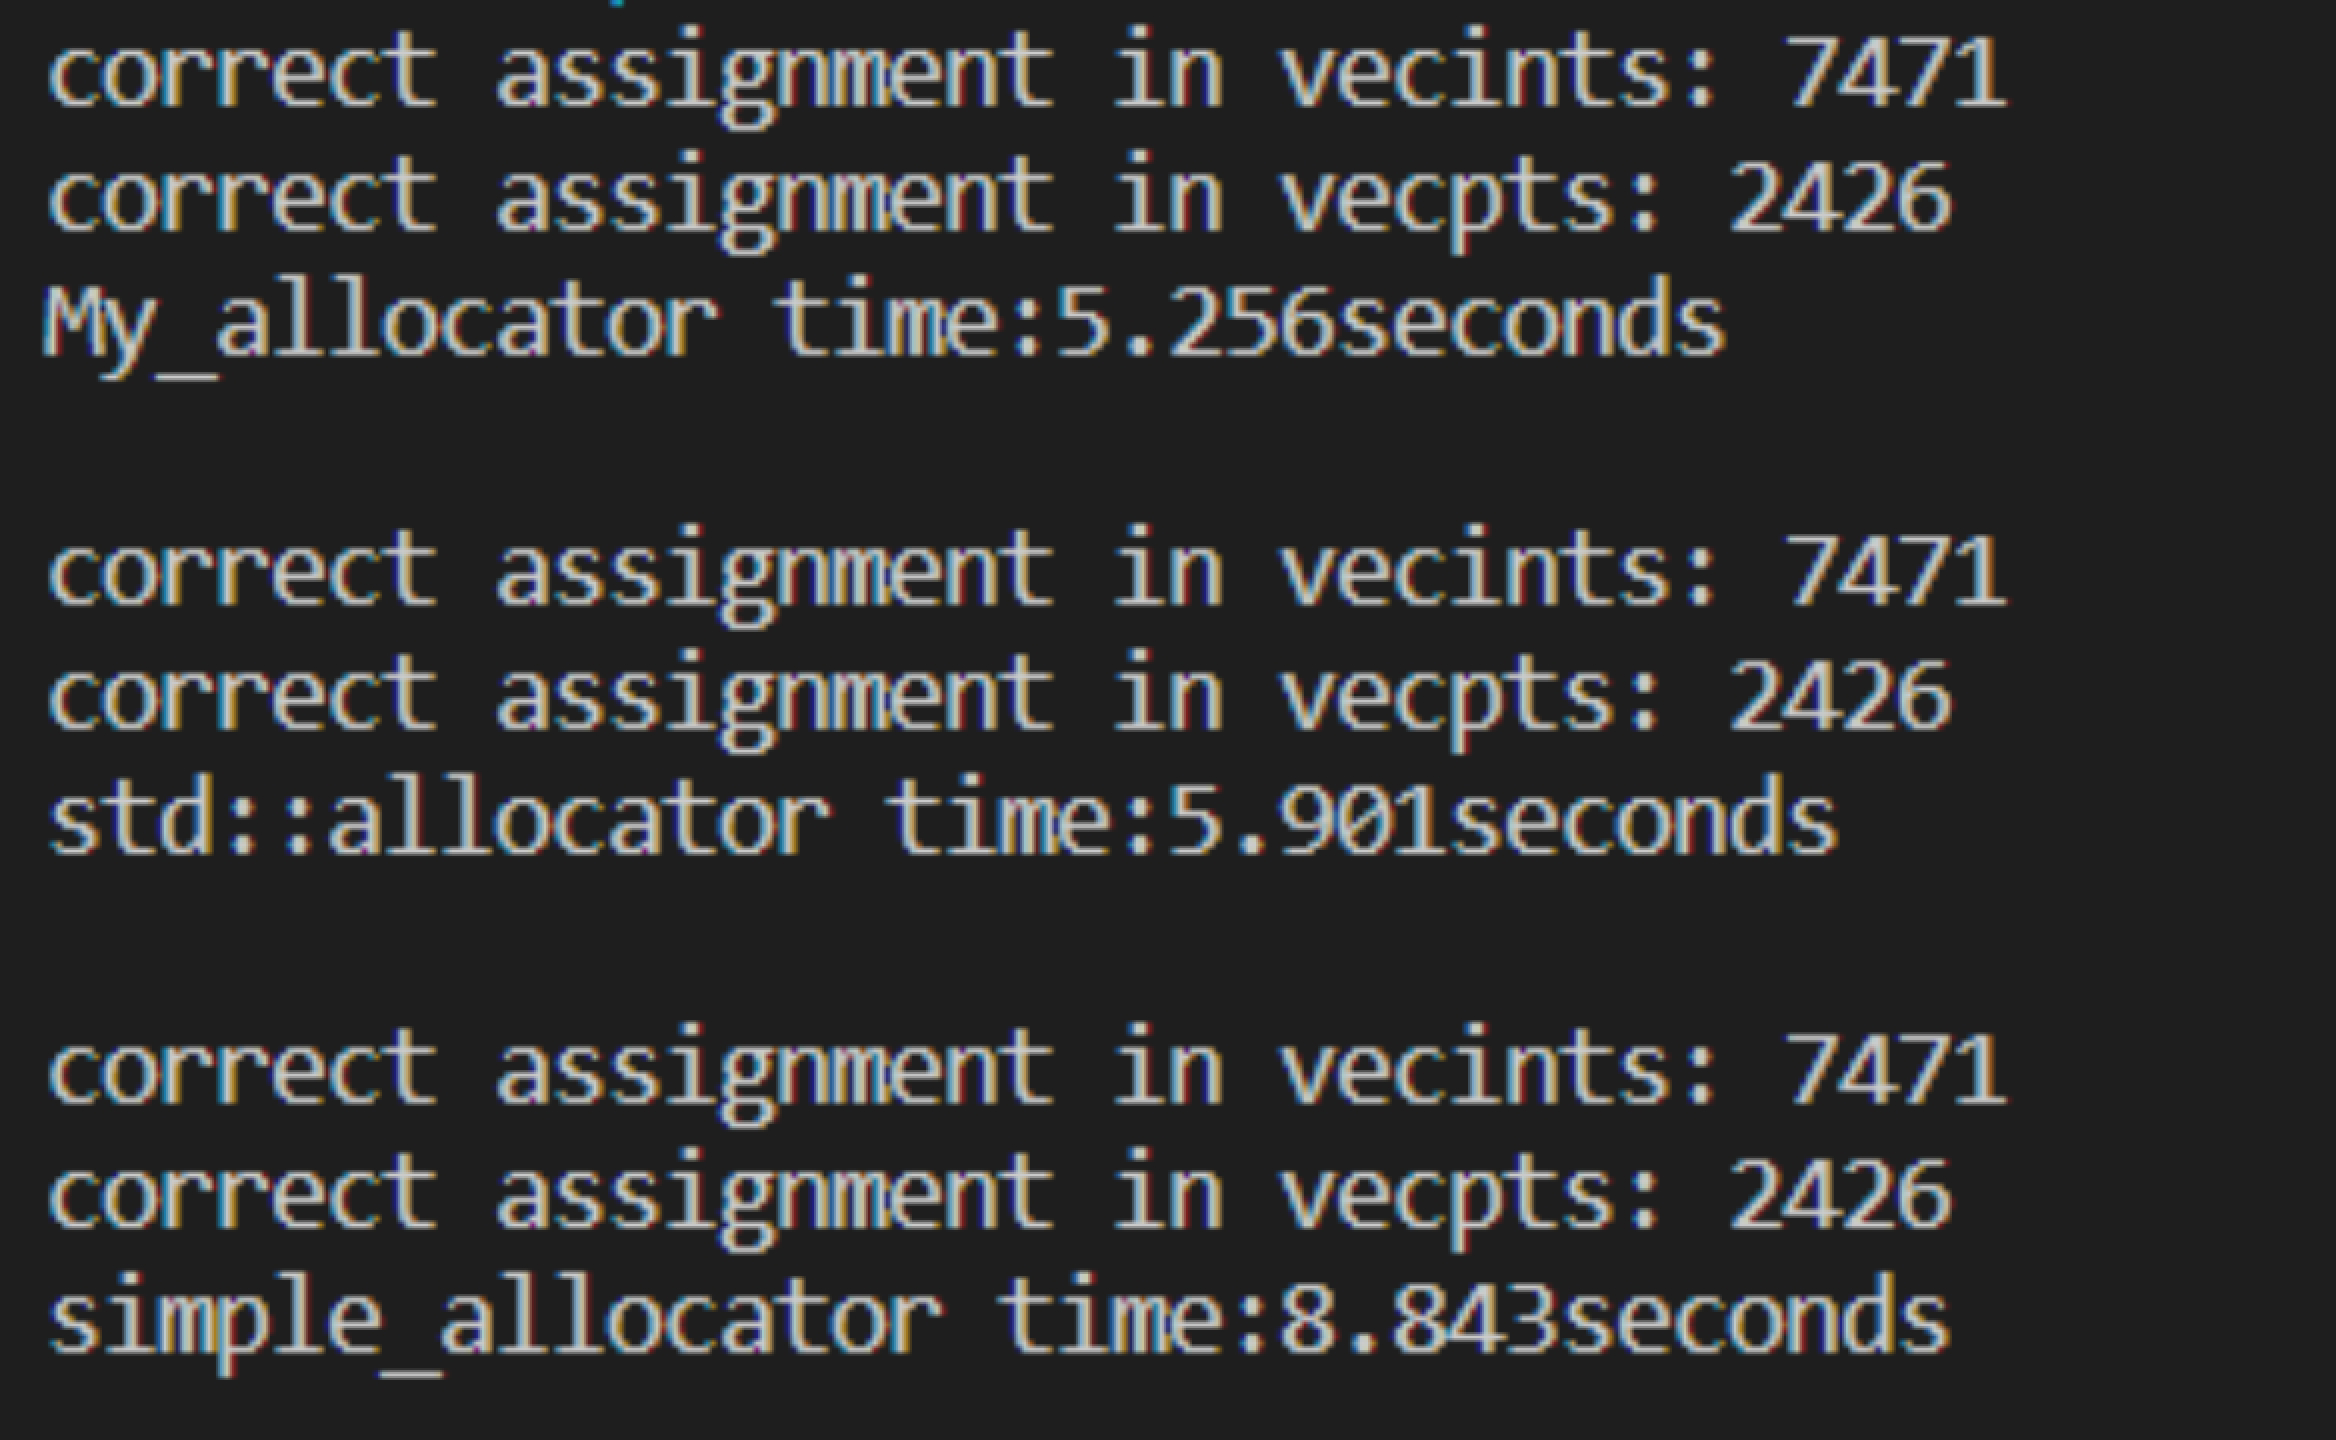 correct assignment in vecints: 7471
correct assignment in vecpts: 2426
My_allocator time:5.256seconds
correct assignment in vecints: 7471
correct assignment in vecpts: 2426
std::allocator time:5.901seconds
correct assignment in vecints: 7471
correct assignment in vecpts: 2426
simple_allocator time:8.843seconds